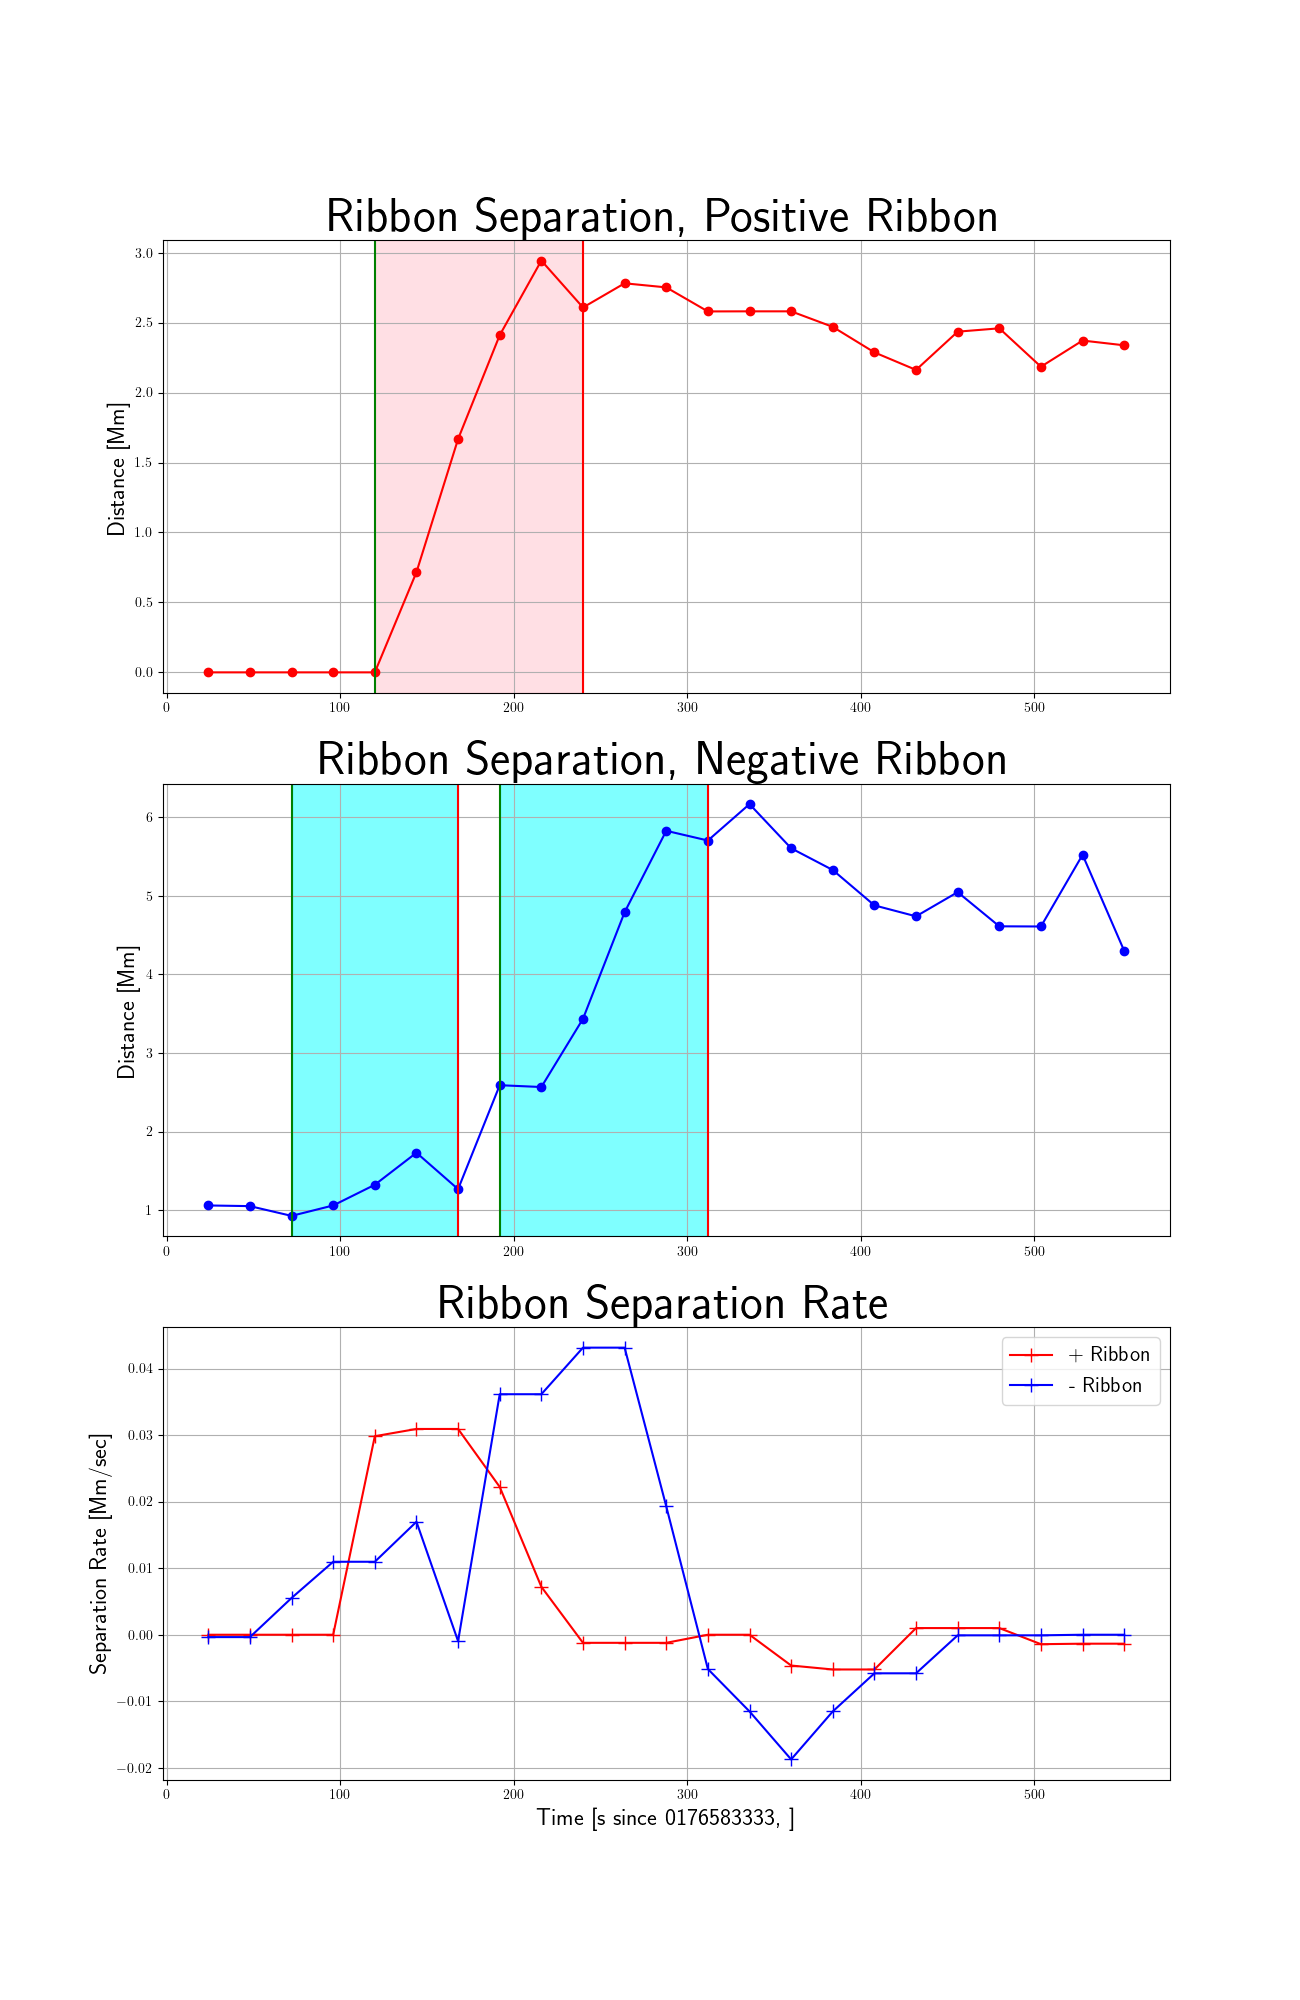 Ribbon Separation, Positive Ribbon
3.0
2.5
2.0
1.5
1.0
0.5
0.0
Distance [Mm]
0 100 200 300 400 500
Ribbon Separation, Negative Ribbon
6
5
4
3
2
1
Distance [Mm]
0 100 200 300 400 500
Ribbon Separation Rate
+ Ribbon
- Ribbon
0.04
0.03
0.02
0.01
0.00
−0.01
−0.02
Separation Rate [Mm/sec]
0 100 200 300 400 500
Time [s since 0176583333, ]